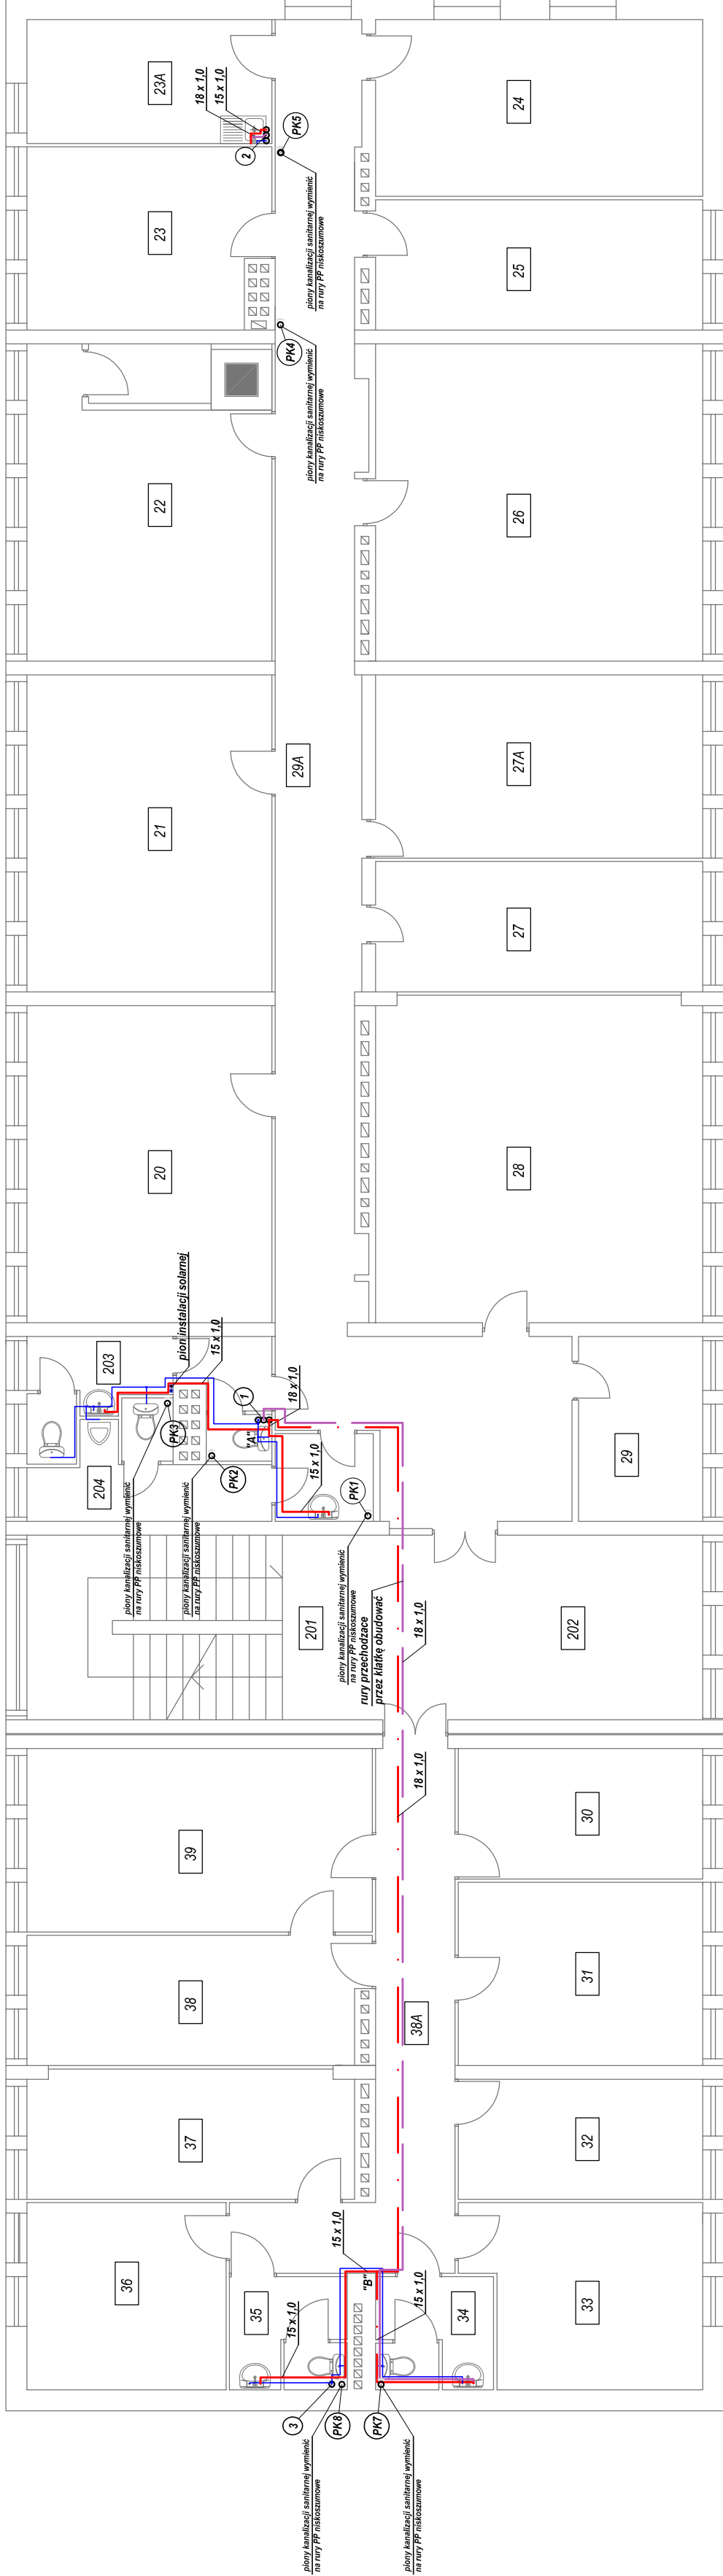 23A
18 x 1,0
15 x 1,0
2
PK5
24
23
piony kanalizacji sanitarnej wymienić
na rury PP niskoszumowe
25
PK4
piony kanalizacji sanitarnej wymienić
na rury PP niskoszumowe
22
26
21
29A
27A
27
20
28
pion instalacji solarnej
203
15 x 1,0
1
18 x 1,0
"A"
PK3
204
PK2
15 x 1,0
PK1
29
piony kanalizacji sanitarnej wymienić
na rury PP niskoszumowe
piony kanalizacji sanitarnej wymienić
na rury PP niskoszumowe
piony kanalizacji sanitarnej wymienić
na rury PP niskoszumowe
rury przechodzace
przez klatkę obudować
201
18 x 1,0
202
18 x 1,0
39
30
38
38A
31
37
32
36
15 x 1,0
"B"
35
15 x 1,0
15 x 1,0
34
33
3
PK8
PK7
piony kanalizacji sanitarnej wymienić
na rury PP niskoszumowe
piony kanalizacji sanitarnej wymienić
na rury PP niskoszumowe